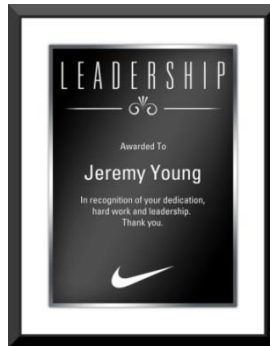 LEADERSHIP
Awarded To
Jeremy Young
In recognition of your dedication,
hard work and leadership.
Thank you.